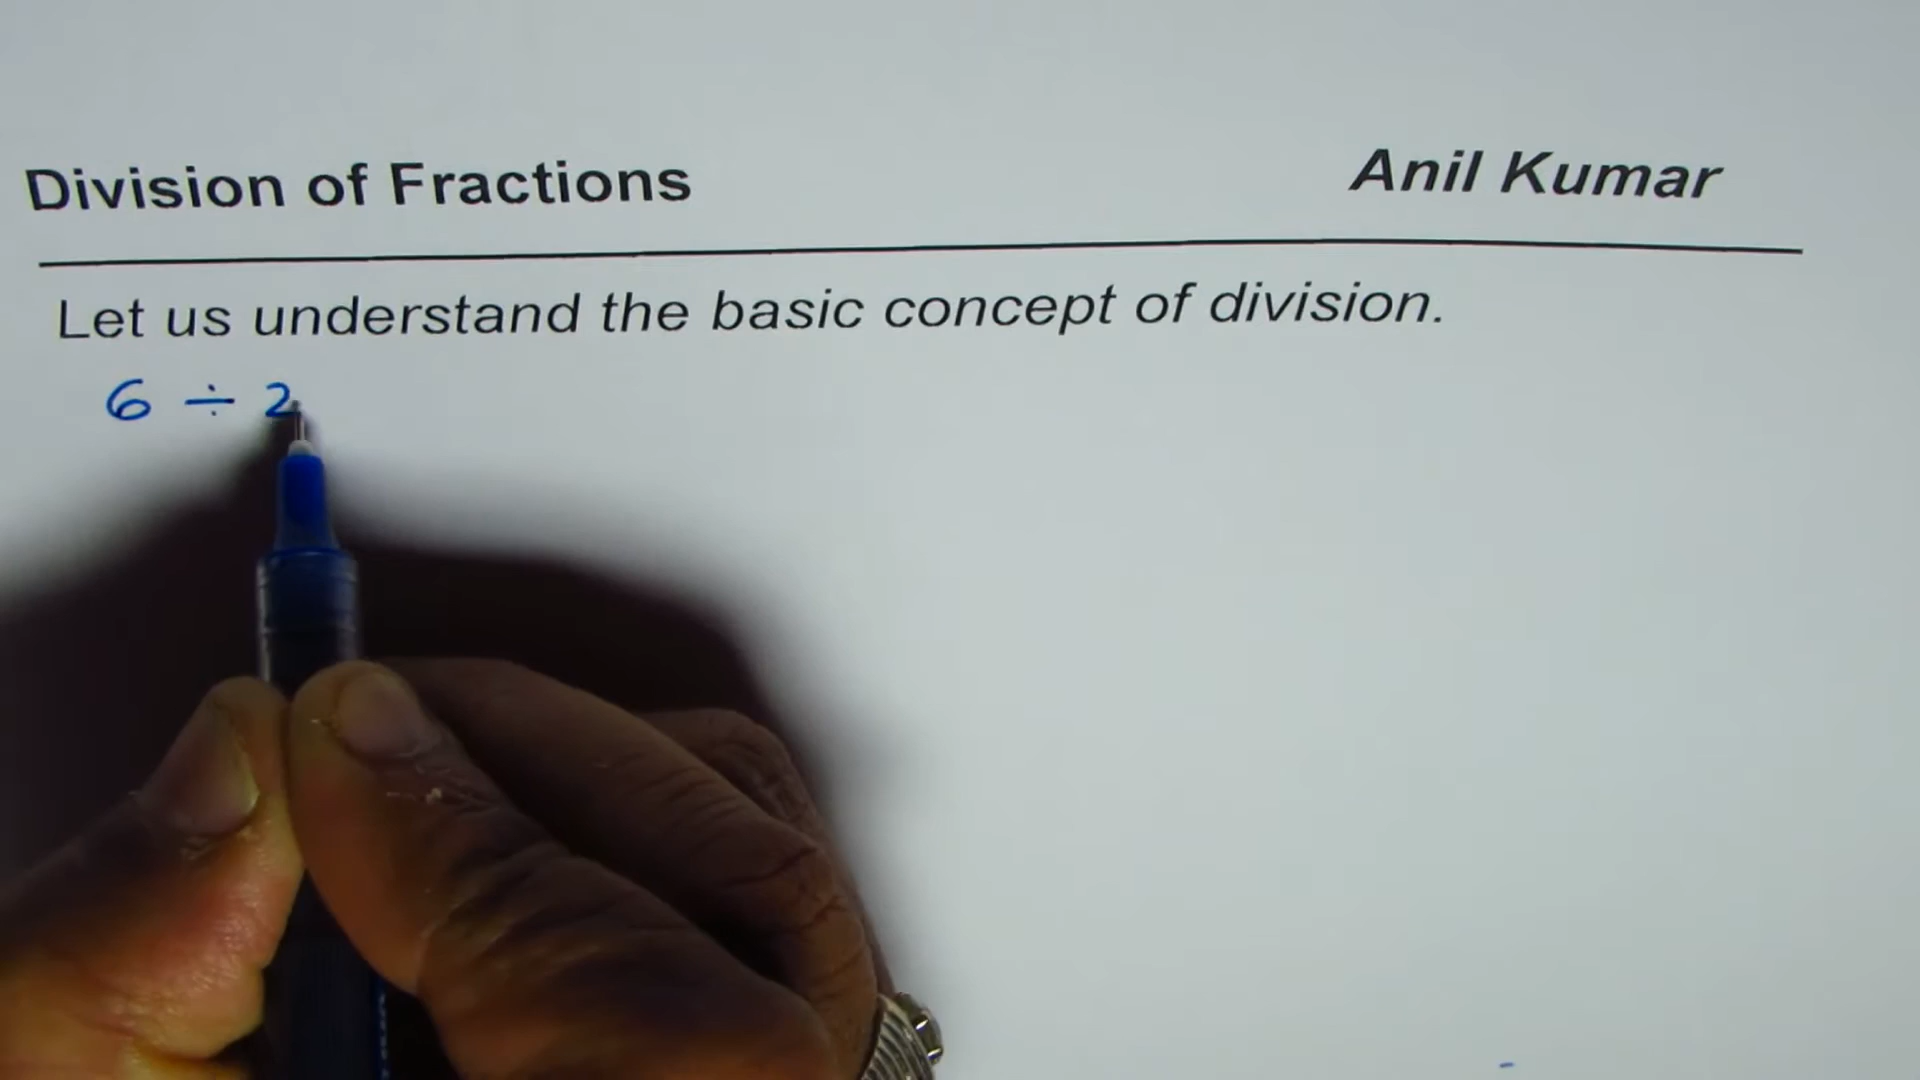 Division of Fractions Anil Kumar
Let us understand the basic concept of division.
6 ÷ 2